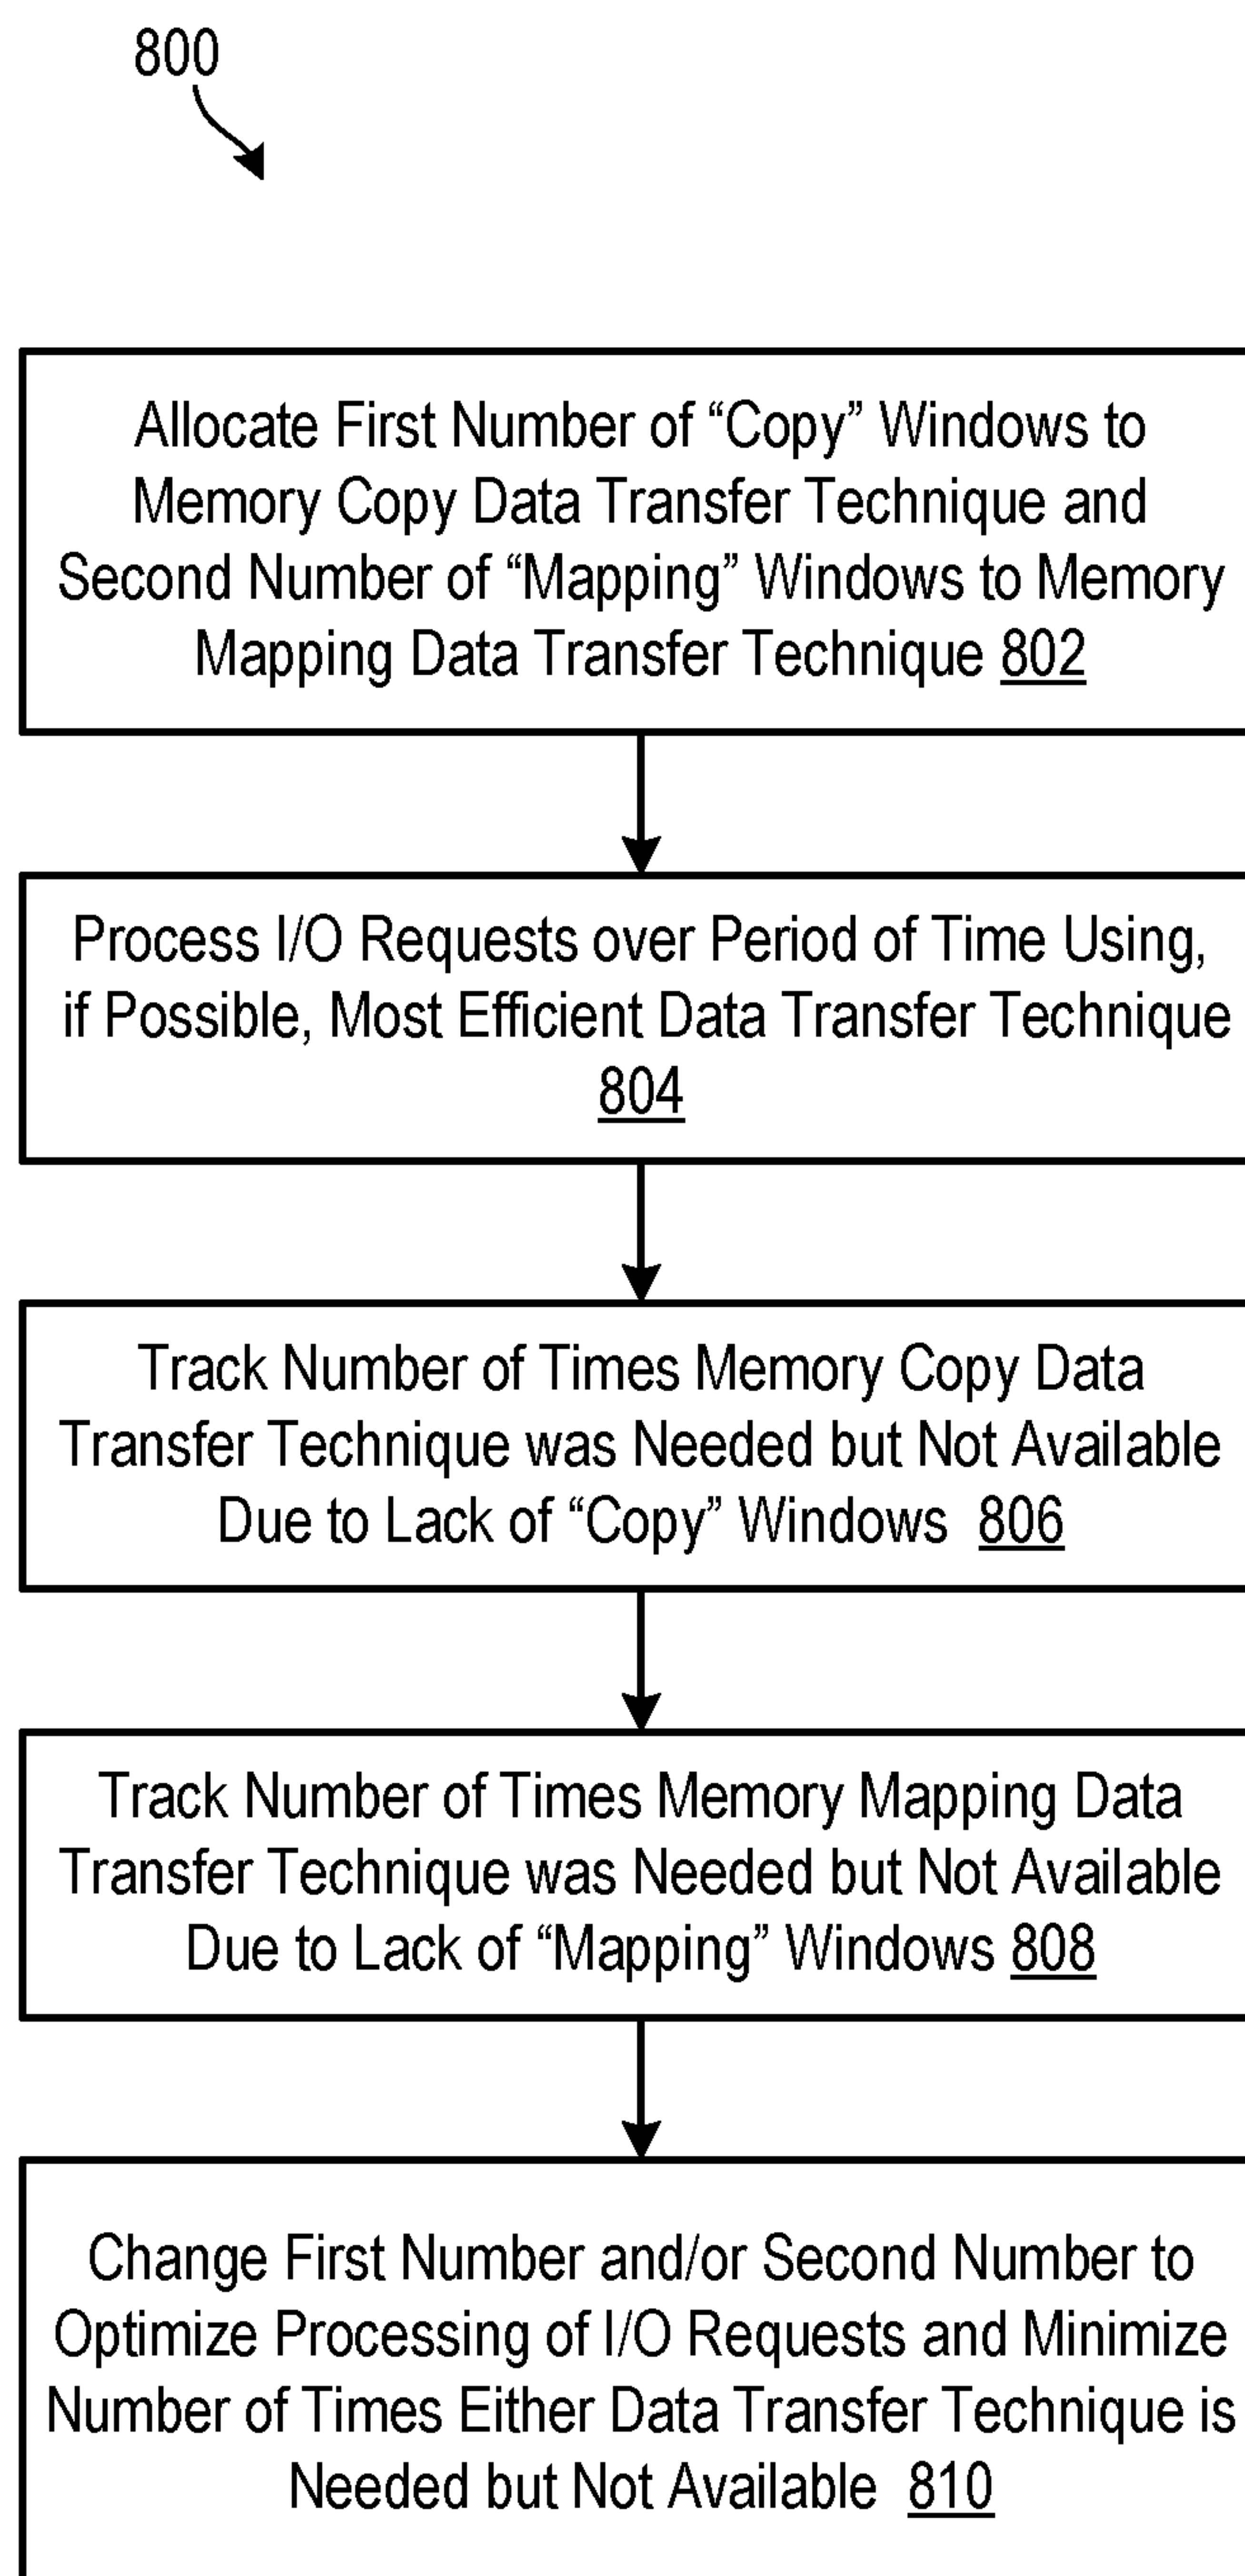 800
Allocate First Number of “Copy” Windows to
Memory Copy Data Transfer Technique and
Second Number of “Mapping” Windows to Memory
Mapping Data Transfer Technique 802
Process I/O Requests over Period of Time Using,
if Possible, Most Efficient Data Transfer Technique
804
Track Number of Times Memory Copy Data
Transfer Technique was Needed but Not Available
Due to Lack of “Copy” Windows 806
Track Number of Times Memory Mapping Data
Transfer Technique was Needed but Not Available
Due to Lack of “Mapping” Windows 808
Change First Number and/or Second Number to
Optimize Processing of I/O Requests and Minimize
Number of Times Either Data Transfer Technique is
Needed but Not Available 810